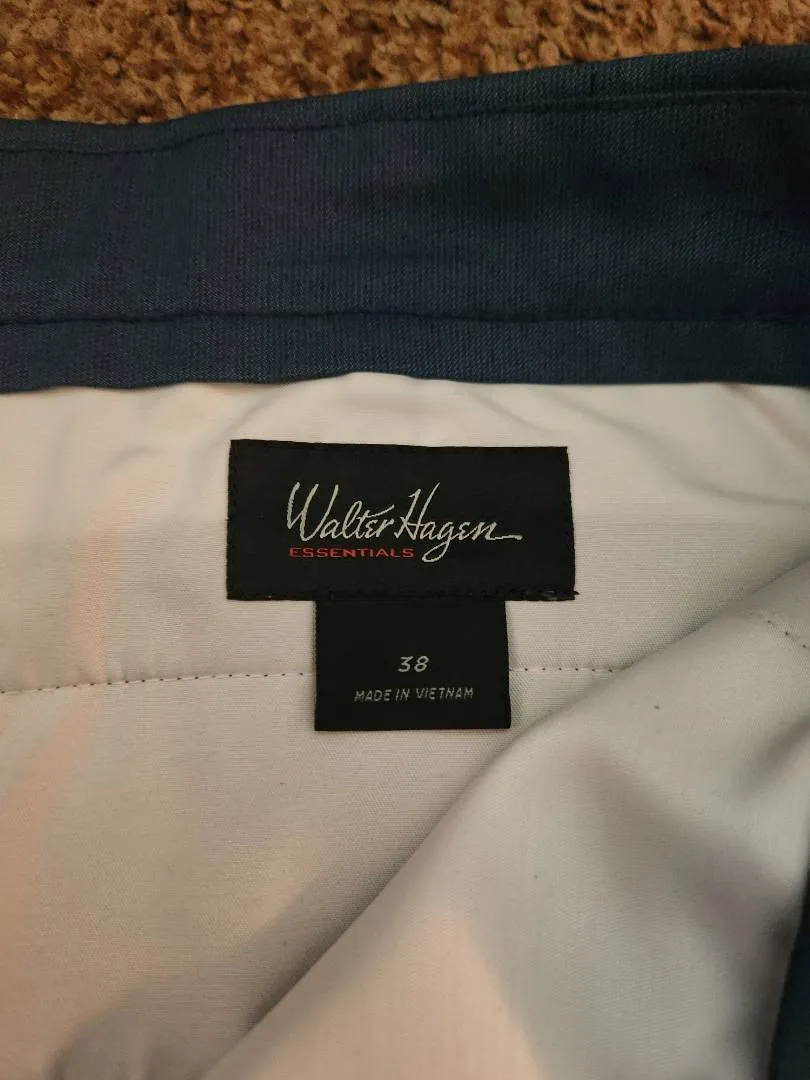 Walter Hagen
ESSENTIALS
38
MADE IN VIETNAM